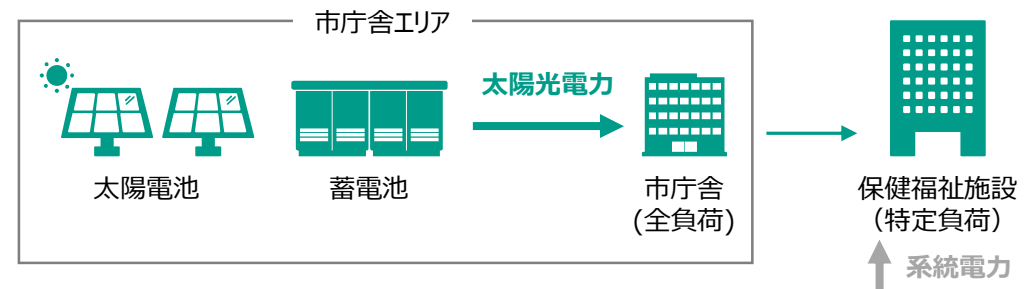 市庁舎エリア
太陽光電力
太陽電池
蓄電池
市庁舎
(全負荷)
保健福祉施設
（特定負荷）
系統電力